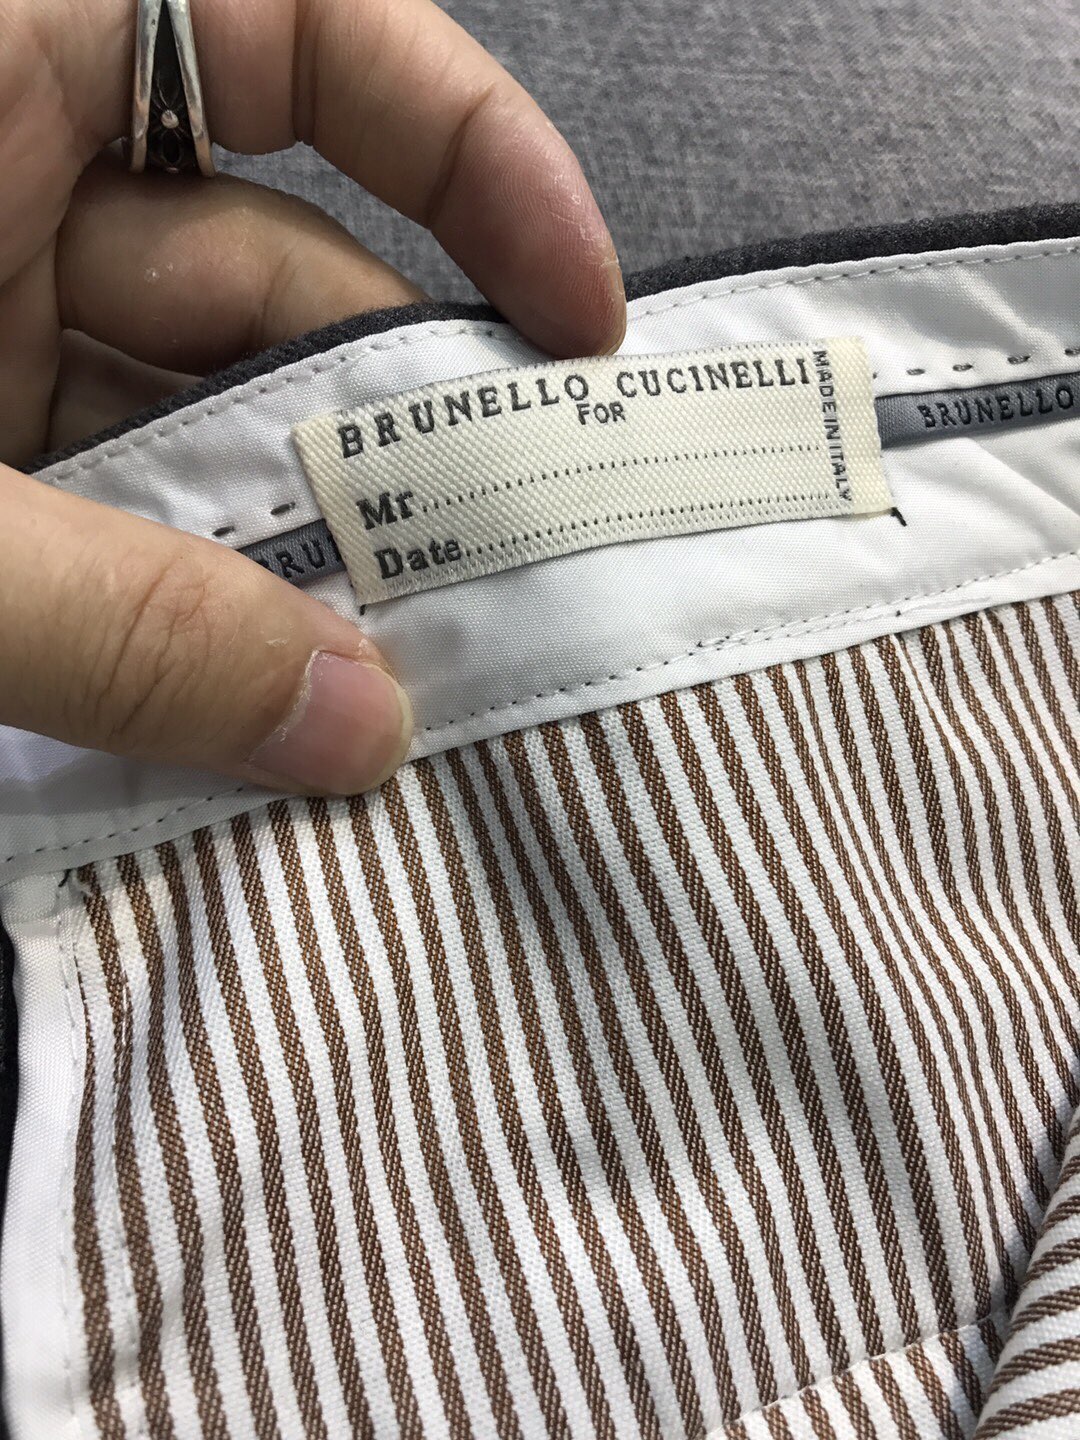 BRUNELLO CUCINELLI
FOR
Mr.................................................
Date.............................................
MADE IN ITALY
BRUNELLO